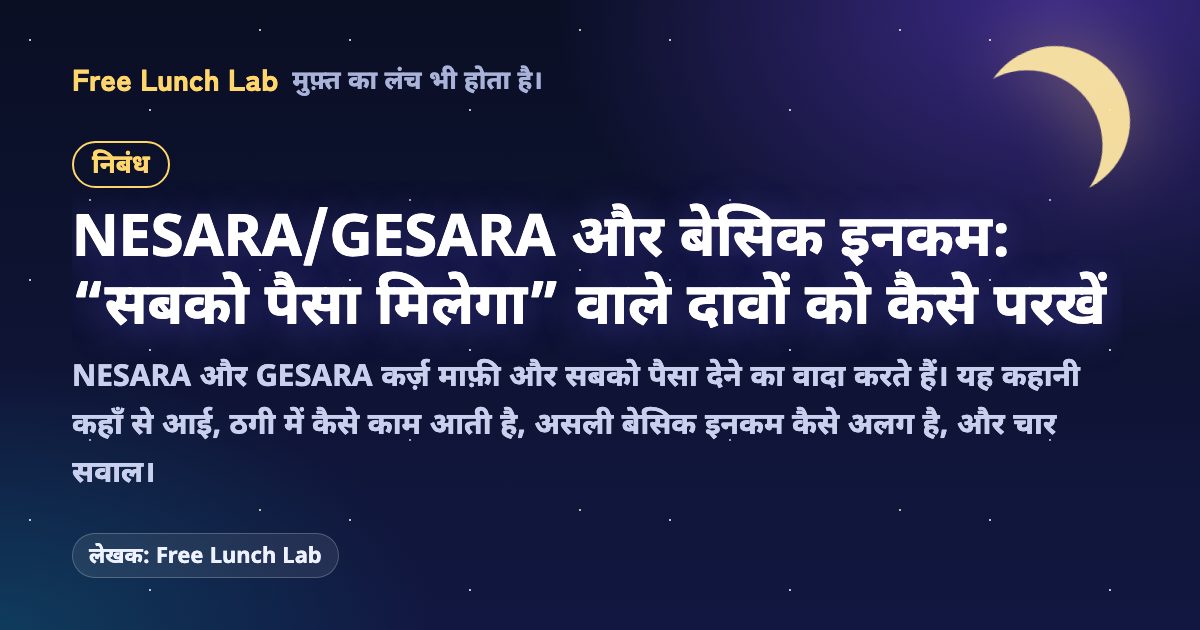 Free Lunch Lab मुफ़्त का लंच भी होता है।
निबंध
NESARA/GESARA और बेसिक इनकम:
“सबको पैसा मिलेगा” वाले दावों को कैसे परखें
NESARA और GESARA कर्ज़ माफ़ी और सबको पैसा देने का वादा करते हैं। यह कहानी
कहाँ से आई, ठगी में कैसे काम आती है, असली बेसिक इनकम कैसे अलग है, और चार
सवाल।
लेखक: Free Lunch Lab